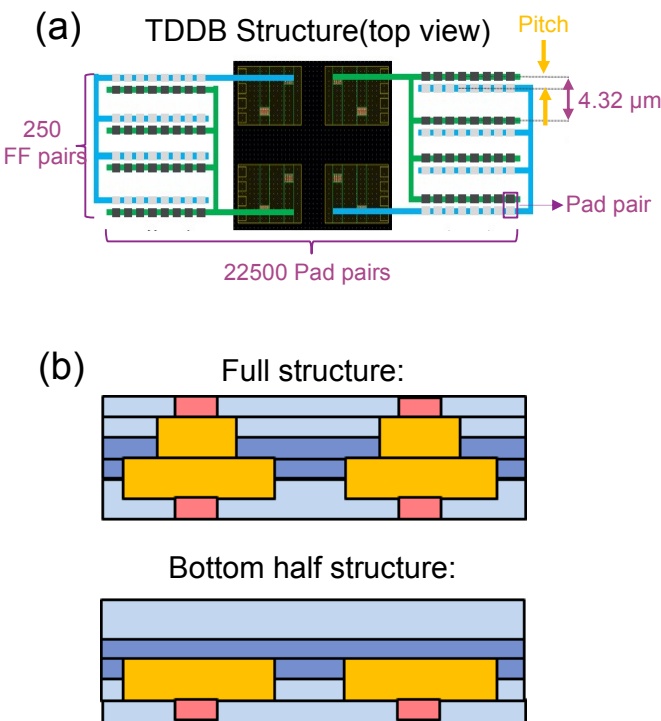 (a)
TDDB Structure(top view)
Pitch
4.32 µm
250
FF pairs
Pad pair
22500 Pad pairs
(b)
Full structure:
Bottom half structure: